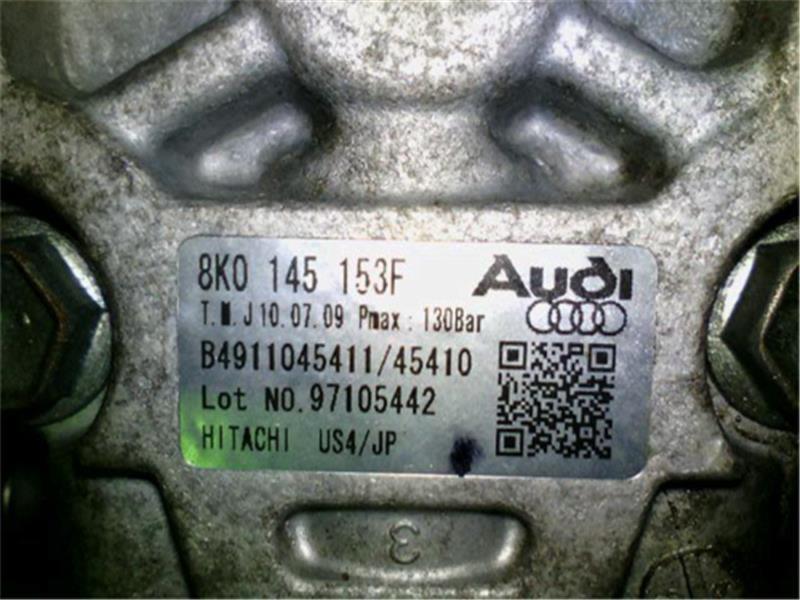 8K0 145 153F
Audi
T.M.J 10.07.09 Pmax : 130Bar
B4911045411/45410
Lot NO.97105442
HITACHI US4/JP
3